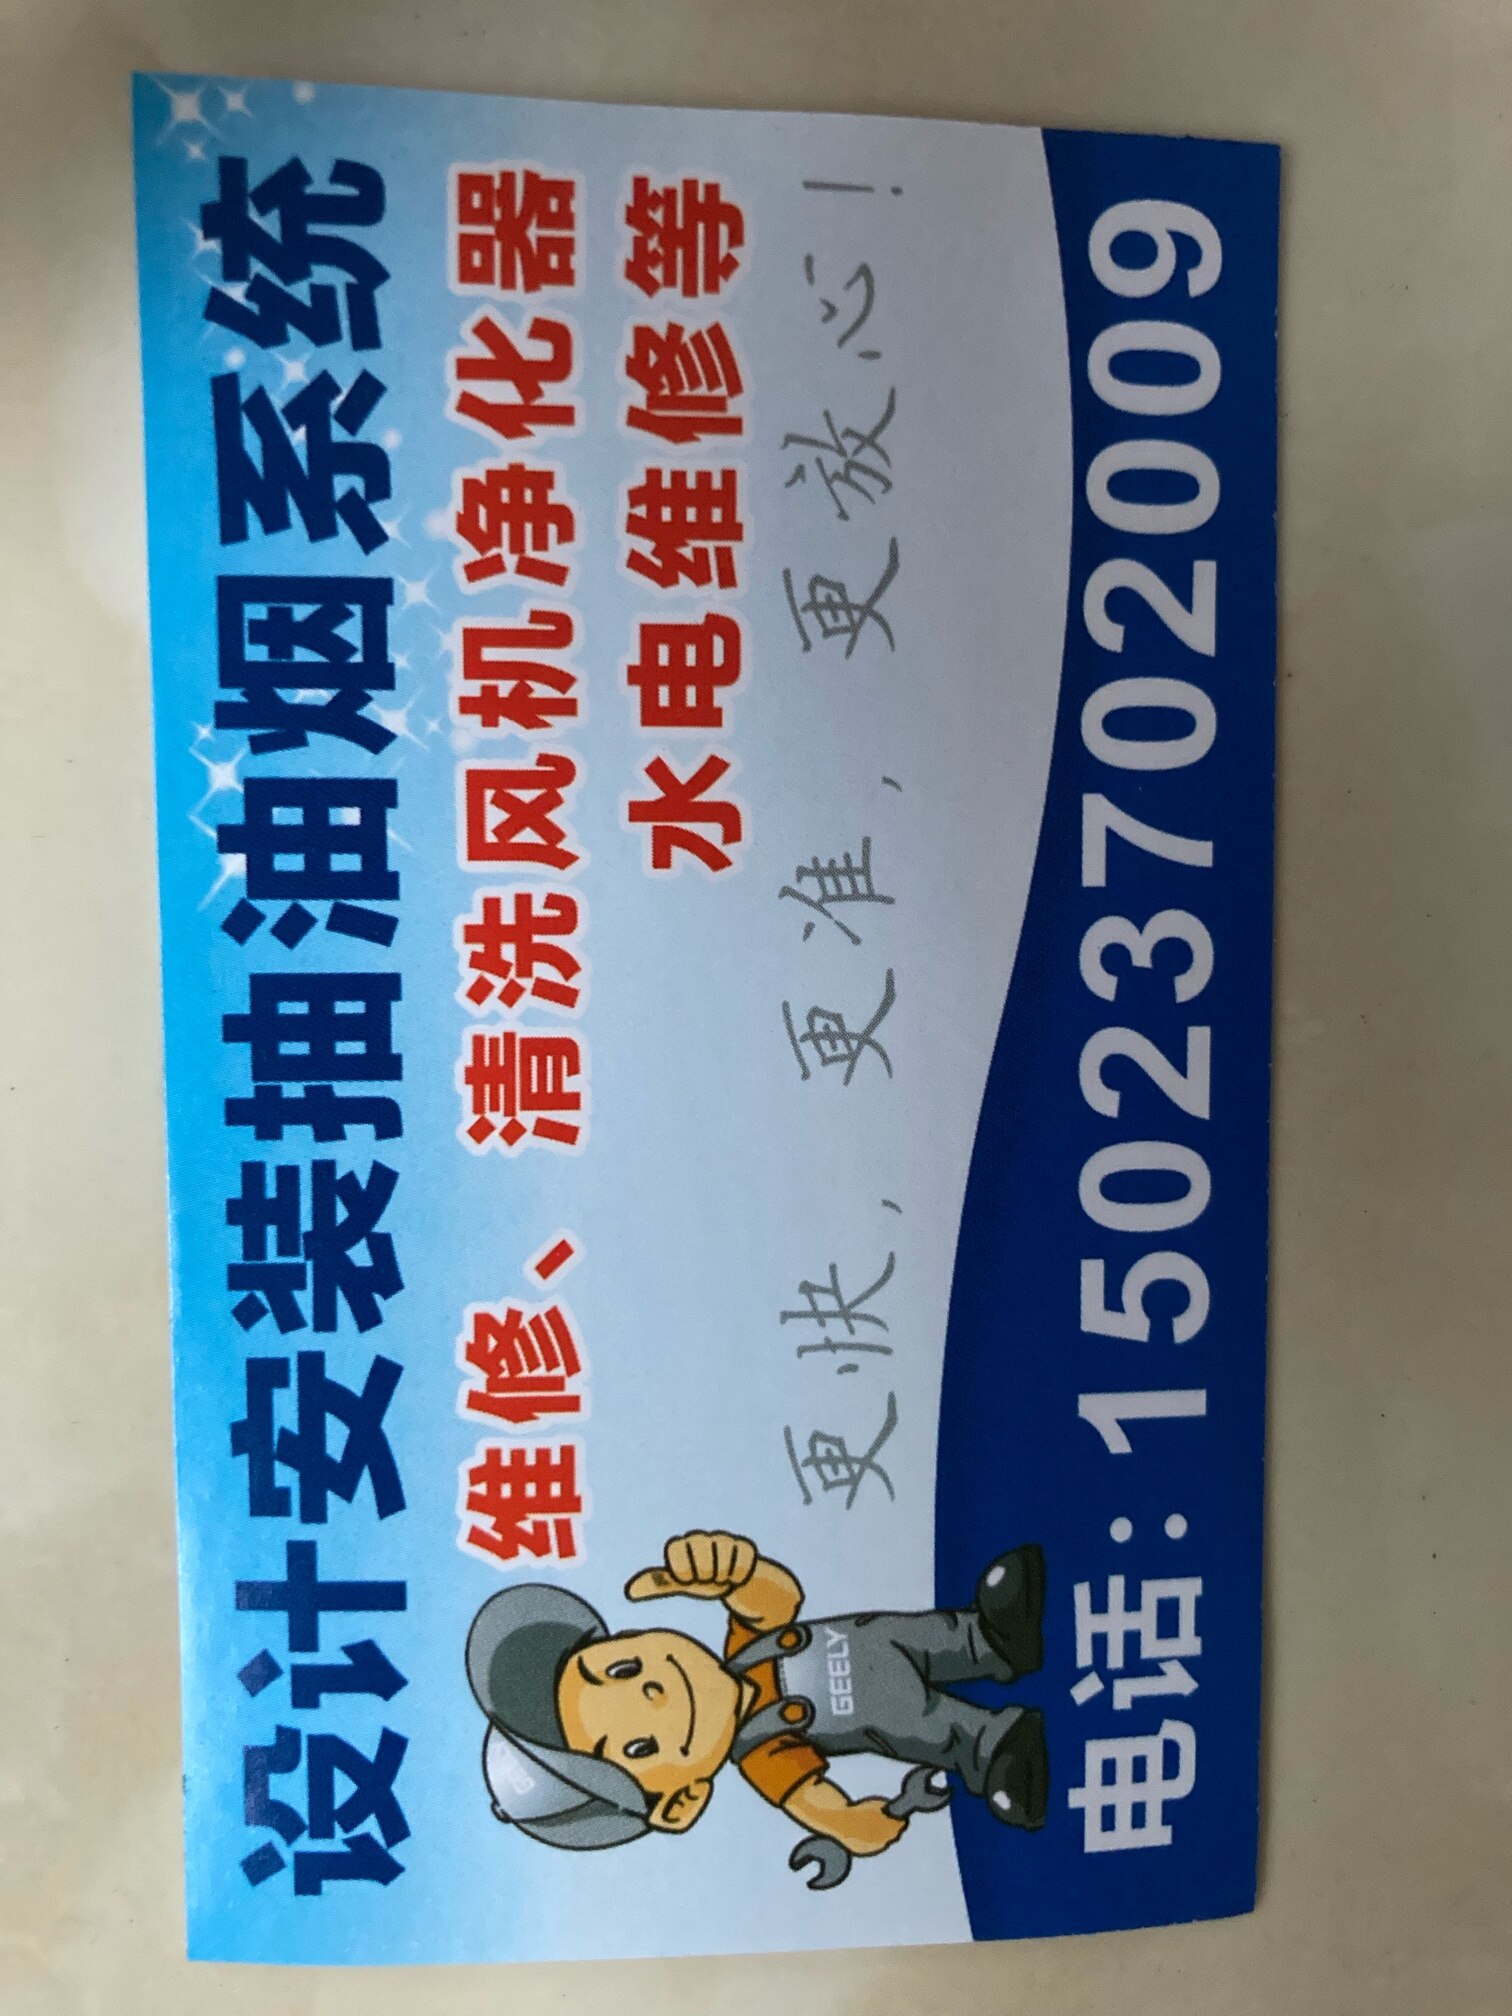 设计安装抽油烟系统
维修、清洗风机净化器
水电维修等
更快，更准，更放心！
GEELY
电话：15023702009